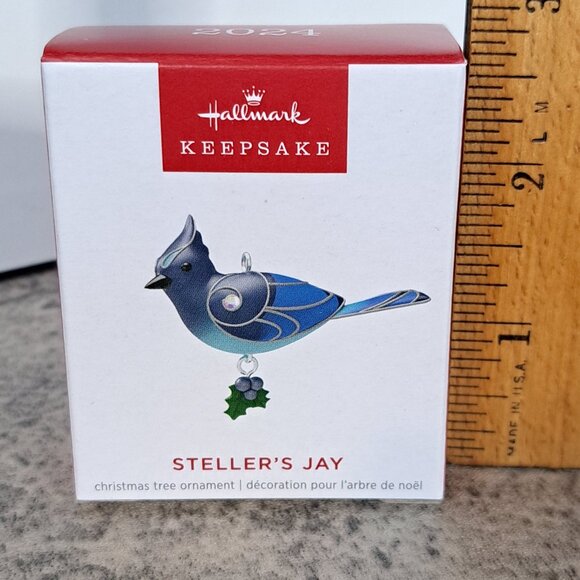 2024
Hallmark
KEEPSAKE
STELLER'S JAY
christmas tree ornament | décoration pour l'arbre de noël
3
2
1
L M
MADE IN U.S.A.